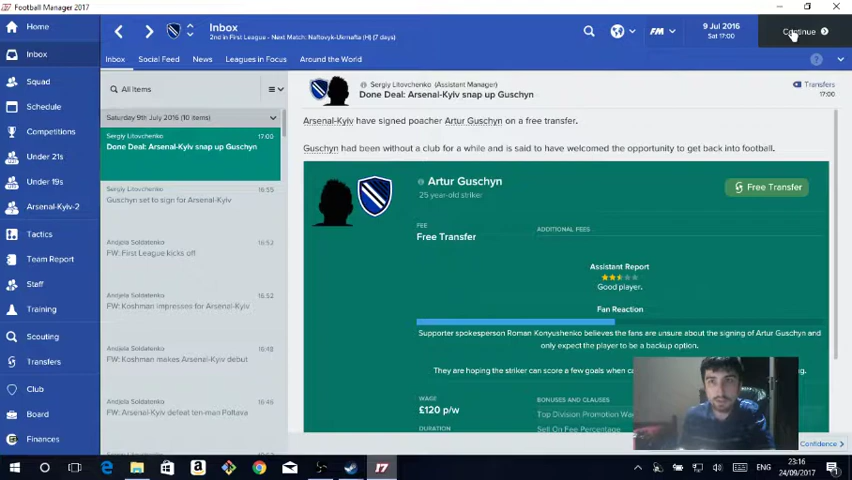 Football Manager 2017
Home
Inbox
2nd in First League - Next Match: Naftovyk-Ukrnafta (H) (7 days)
FM
9 Jul 2016
Sat 17:00
Continue
Inbox
Inbox
Social Feed
News
Leagues in Focus
Around the World
Squad
Schedule
Competitions
Under 21s
Under 19s
Arsenal-Kyiv-2
Tactics
Team Report
Staff
Training
Scouting
Transfers
Club
Board
Finances
All Items
Saturday 9th July 2016 (10 items)
Sergiy Litovchenko
17:00
Done Deal: Arsenal-Kyiv snap up Guschyn
Sergiy Litovchenko
16:55
Guschyn set to sign for Arsenal-Kyiv
Andjela Soldatenko
16:52
FW: First League kicks off
Andjela Soldatenko
16:52
FW: Koshman impresses for Arsenal-Kyiv
Andjela Soldatenko
16:48
FW: Koshman makes Arsenal-Kyiv debut
Andjela Soldatenko
16:46
FW: Arsenal-Kyiv defeat ten-man Poltava
Sergiy Litovchenko (Assistant Manager)
Done Deal: Arsenal-Kyiv snap up Guschyn
Transfers
17:00
Arsenal-Kyiv have signed poacher Artur Guschyn on a free transfer.
Guschyn had been without a club for a while and is said to have welcomed the opportunity to get back into football.
Artur Guschyn
25 year-old striker
Free Transfer
FEE
Free Transfer
ADDITIONAL FEES
Assistant Report
Good player.
Fan Reaction
Supporter spokesperson Roman Konyushenko believes the fans are unsure about the signing of Artur Guschyn and
only expect the player to be a backup option.
They are hoping the striker can score a few goals when ca
WAGE
£120 p/w
DURATION
BONUSES AND CLAUSES
Top Division Promotion Wa
Sell On Fee Percentage
Confidence
17
ENG
23:16
24/09/2017